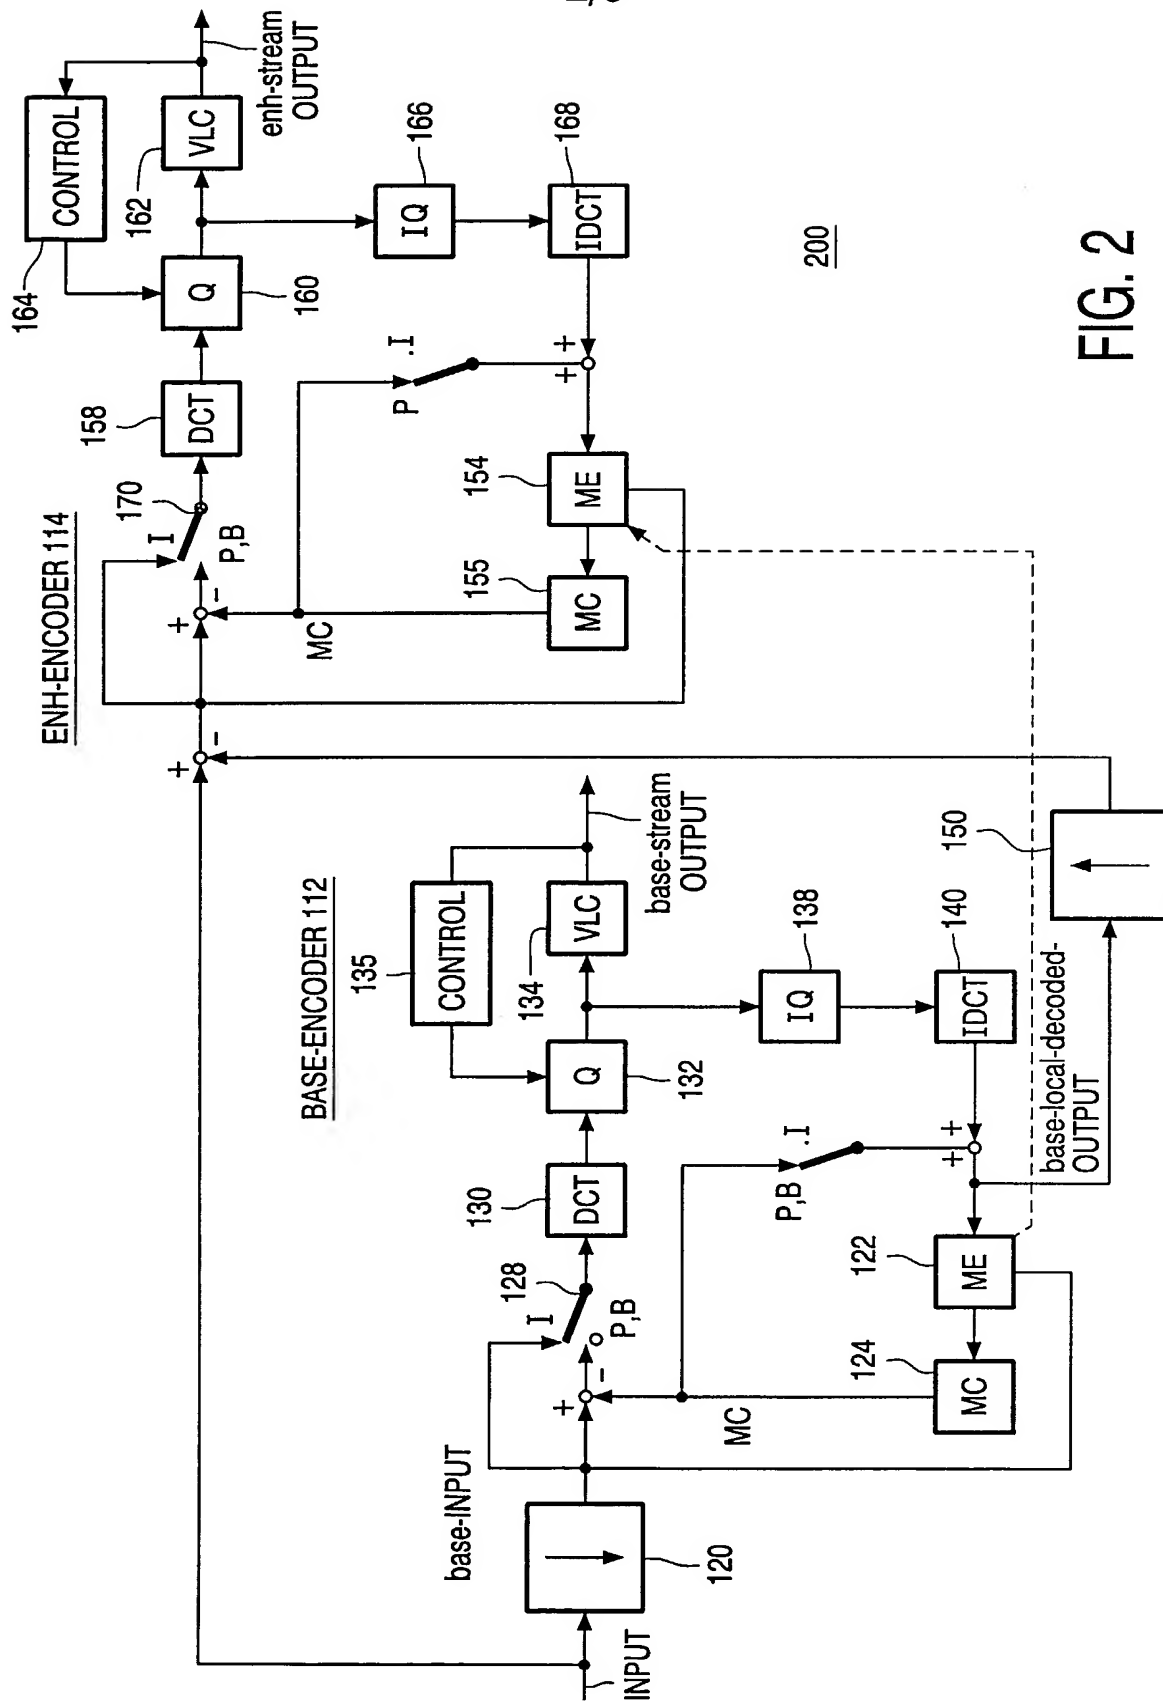 ENH-ENCODER 114
164
CONTROL
162
VLC
enh-stream
OUTPUT
158
DCT
Q
160
170
I
P,B
+
-
+
-
MC
155
MC
154
ME
P
.I
+
+
IQ
166
IDCT
168
200
BASE-ENCODER 112
135
CONTROL
134
VLC
base-stream
OUTPUT
130
DCT
Q
132
128
I
P,B
+
-
MC
base-INPUT
INPUT
120
124
MC
122
ME
P,B
.I
+
+
IQ
138
IDCT
140
base-local-decoded-
OUTPUT
150
FIG. 2